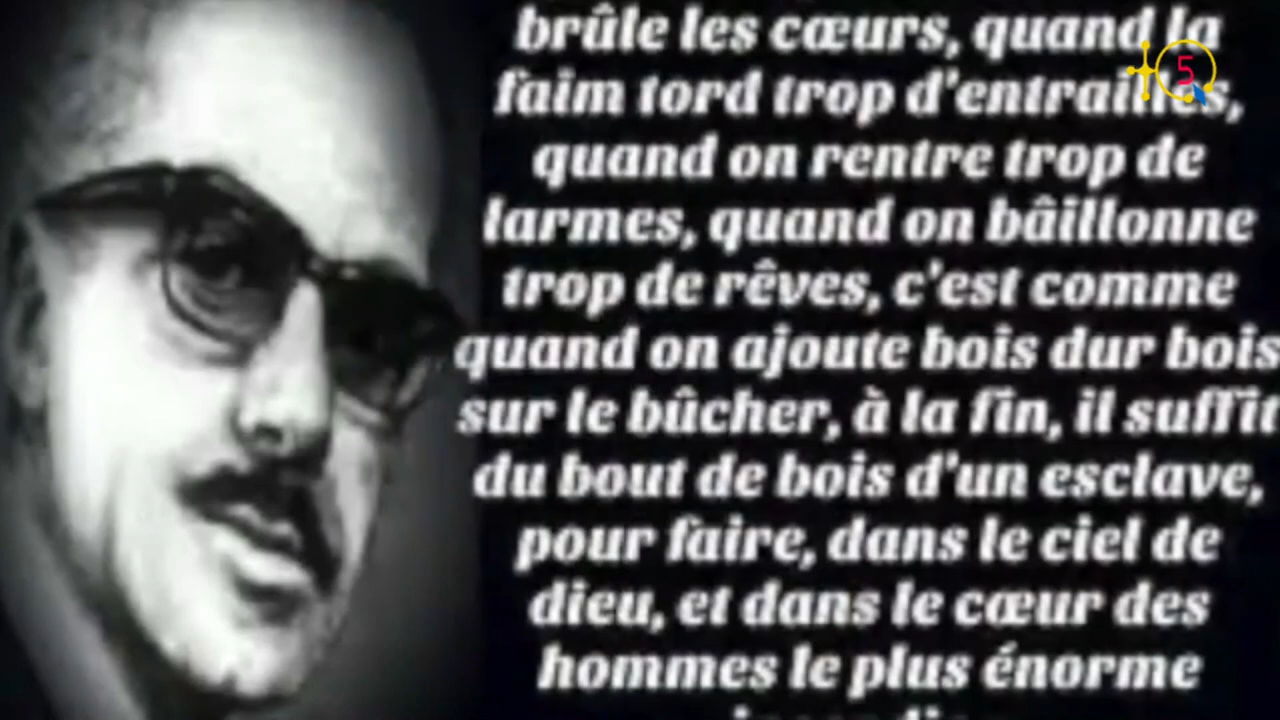 brûle les cœurs, quand la
faim tord trop d'entrailles,
quand on rentre trop de
larmes, quand on bâillonne
trop de rêves, c'est comme
quand on ajoute bois dur bois
sur le bûcher, à la fin, il suffit
du bout de bois d'un esclave,
pour faire, dans le ciel de
dieu, et dans le cœur des
hommes le plus énorme
5